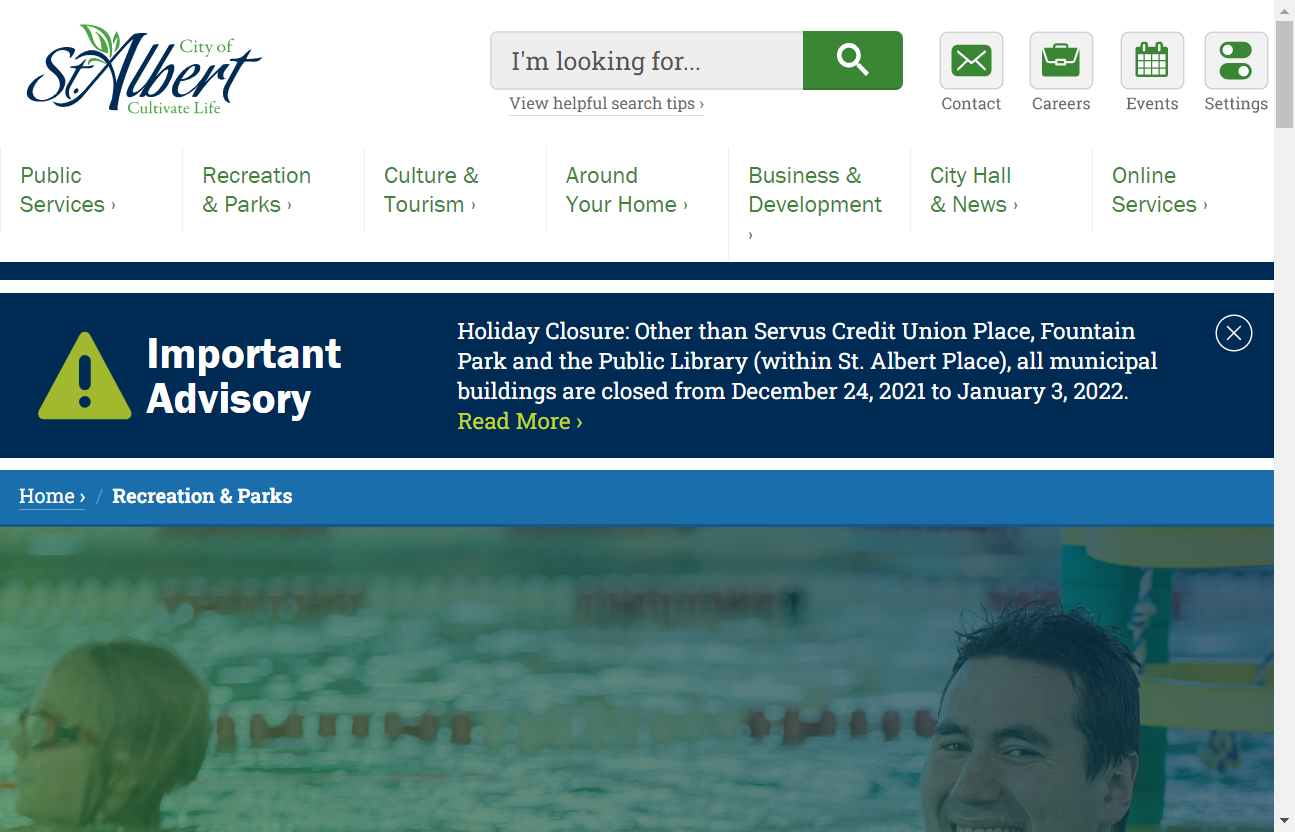 City of
St. Albert
Cultivate Life
I'm looking for...
View helpful search tips ›
Contact
Careers
Events
Settings
Public
Services ›
Recreation
& Parks ›
Culture &
Tourism ›
Around
Your Home ›
Business &
Development
›
City Hall
& News ›
Online
Services ›
Important
Advisory
Holiday Closure: Other than Servus Credit Union Place, Fountain
Park and the Public Library (within St. Albert Place), all municipal
buildings are closed from December 24, 2021 to January 3, 2022.
Read More ›
Home › / Recreation & Parks